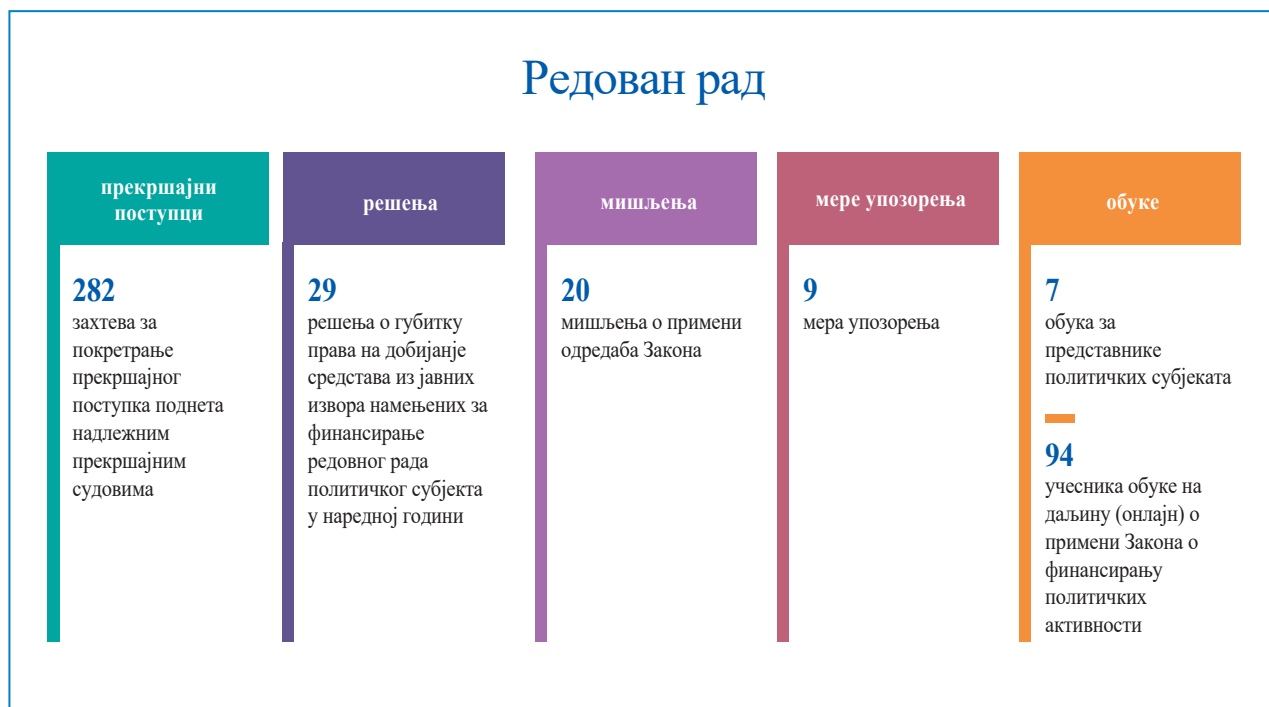 Редован рад
прекршајни
поступци
282
захтева за
покретрање
прекршајног
поступка поднета
надлежним
прекршајним
судовима
решења
29
решења о губитку
права на добијанје
средстава из јавних
извора намењених за
финансирање
редовног рада
политичког субјекта
у наредној години
мишљења
20
мишљења о примени
одредаба Закона
мере упозорења
9
мера упозорења
обуке
7
обука за
представнике
политичких субјеката
94
учесника обуке на
даљину (онлајн) о
примени Закона о
финансирању
политичких
активности